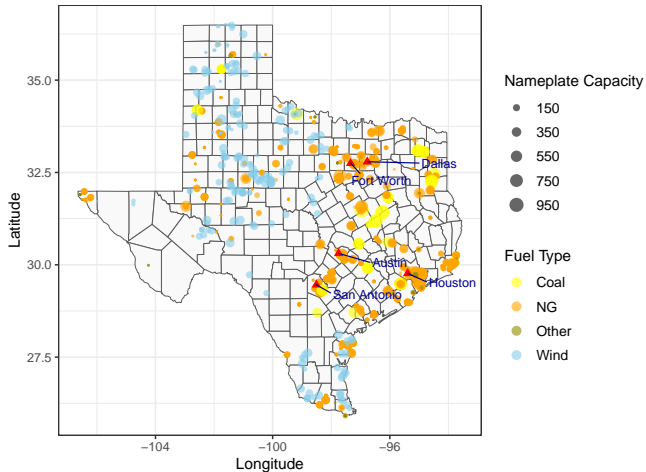 35.0
32.5
30.0
27.5
Latitude
−104
−100
−96
Longitude
Dallas
Fort Worth
Austin
Houston
San Antonio
Nameplate Capacity
150
350
550
750
950
Fuel Type
Coal
NG
Other
Wind